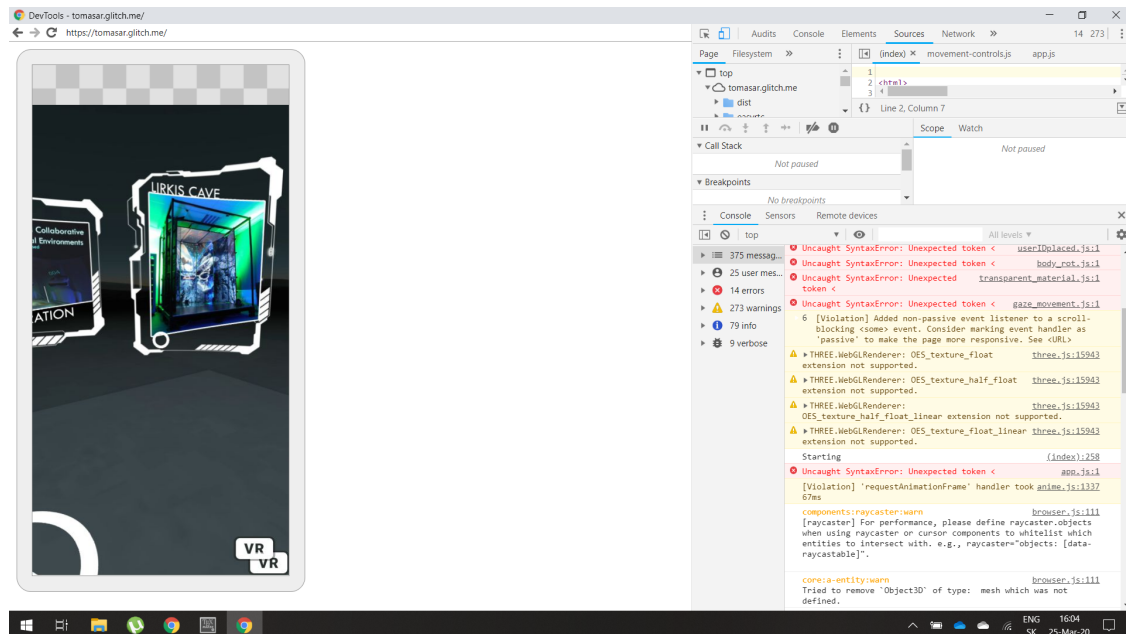 DevTools - tomasar.glitch.me/
https://tomasar.glitch.me/
Audits Console Elements Sources Network » 14 273
Page Filesystem » (index) × movement-controls.js app.js
top
tomasar.glitch.me
dist
easyrtc
1
2 <html>
3
{} Line 2, Column 7
Scope Watch
Call Stack
Not paused
Not paused
Breakpoints
No breakpoints
Console Sensors Remote devices
top All levels ▼
375 messag...
25 user mes...
14 errors
273 warnings
79 info
9 verbose
Uncaught SyntaxError: Unexpected token < userIDplaced.js:1
Uncaught SyntaxError: Unexpected token < body_rot.js:1
Uncaught SyntaxError: Unexpected transparent_material.js:1
token <
Uncaught SyntaxError: Unexpected token < gaze_movement.js:1
6 [Violation] Added non-passive event listener to a scroll-
blocking <some> event. Consider marking event handler as
'passive' to make the page more responsive. See <URL>
THREE.WebGLRenderer: OES_texture_float three.js:15943
extension not supported.
THREE.WebGLRenderer: OES_texture_half_float three.js:15943
extension not supported.
THREE.WebGLRenderer: three.js:15943
OES_texture_half_float_linear extension not supported.
THREE.WebGLRenderer: OES_texture_float_linear three.js:15943
extension not supported.
Starting (index):258
Uncaught SyntaxError: Unexpected token < app.js:1
[Violation] 'requestAnimationFrame' handler took anime.js:1337
67ms
components:raycaster:warn browser.js:111
[raycaster] For performance, please define raycaster.objects
when using raycaster or cursor components to whitelist which
entities to intersect with. e.g., raycaster="objects: [data-
raycastable]".
core:a-entity:warn browser.js:111
Tried to remove `Object3D` of type: mesh which was not
defined.
LIRKIS CAVE
Collaborative
l Environments
ATION
VR
VR
ENG 16:04
SK 25-Mar-20